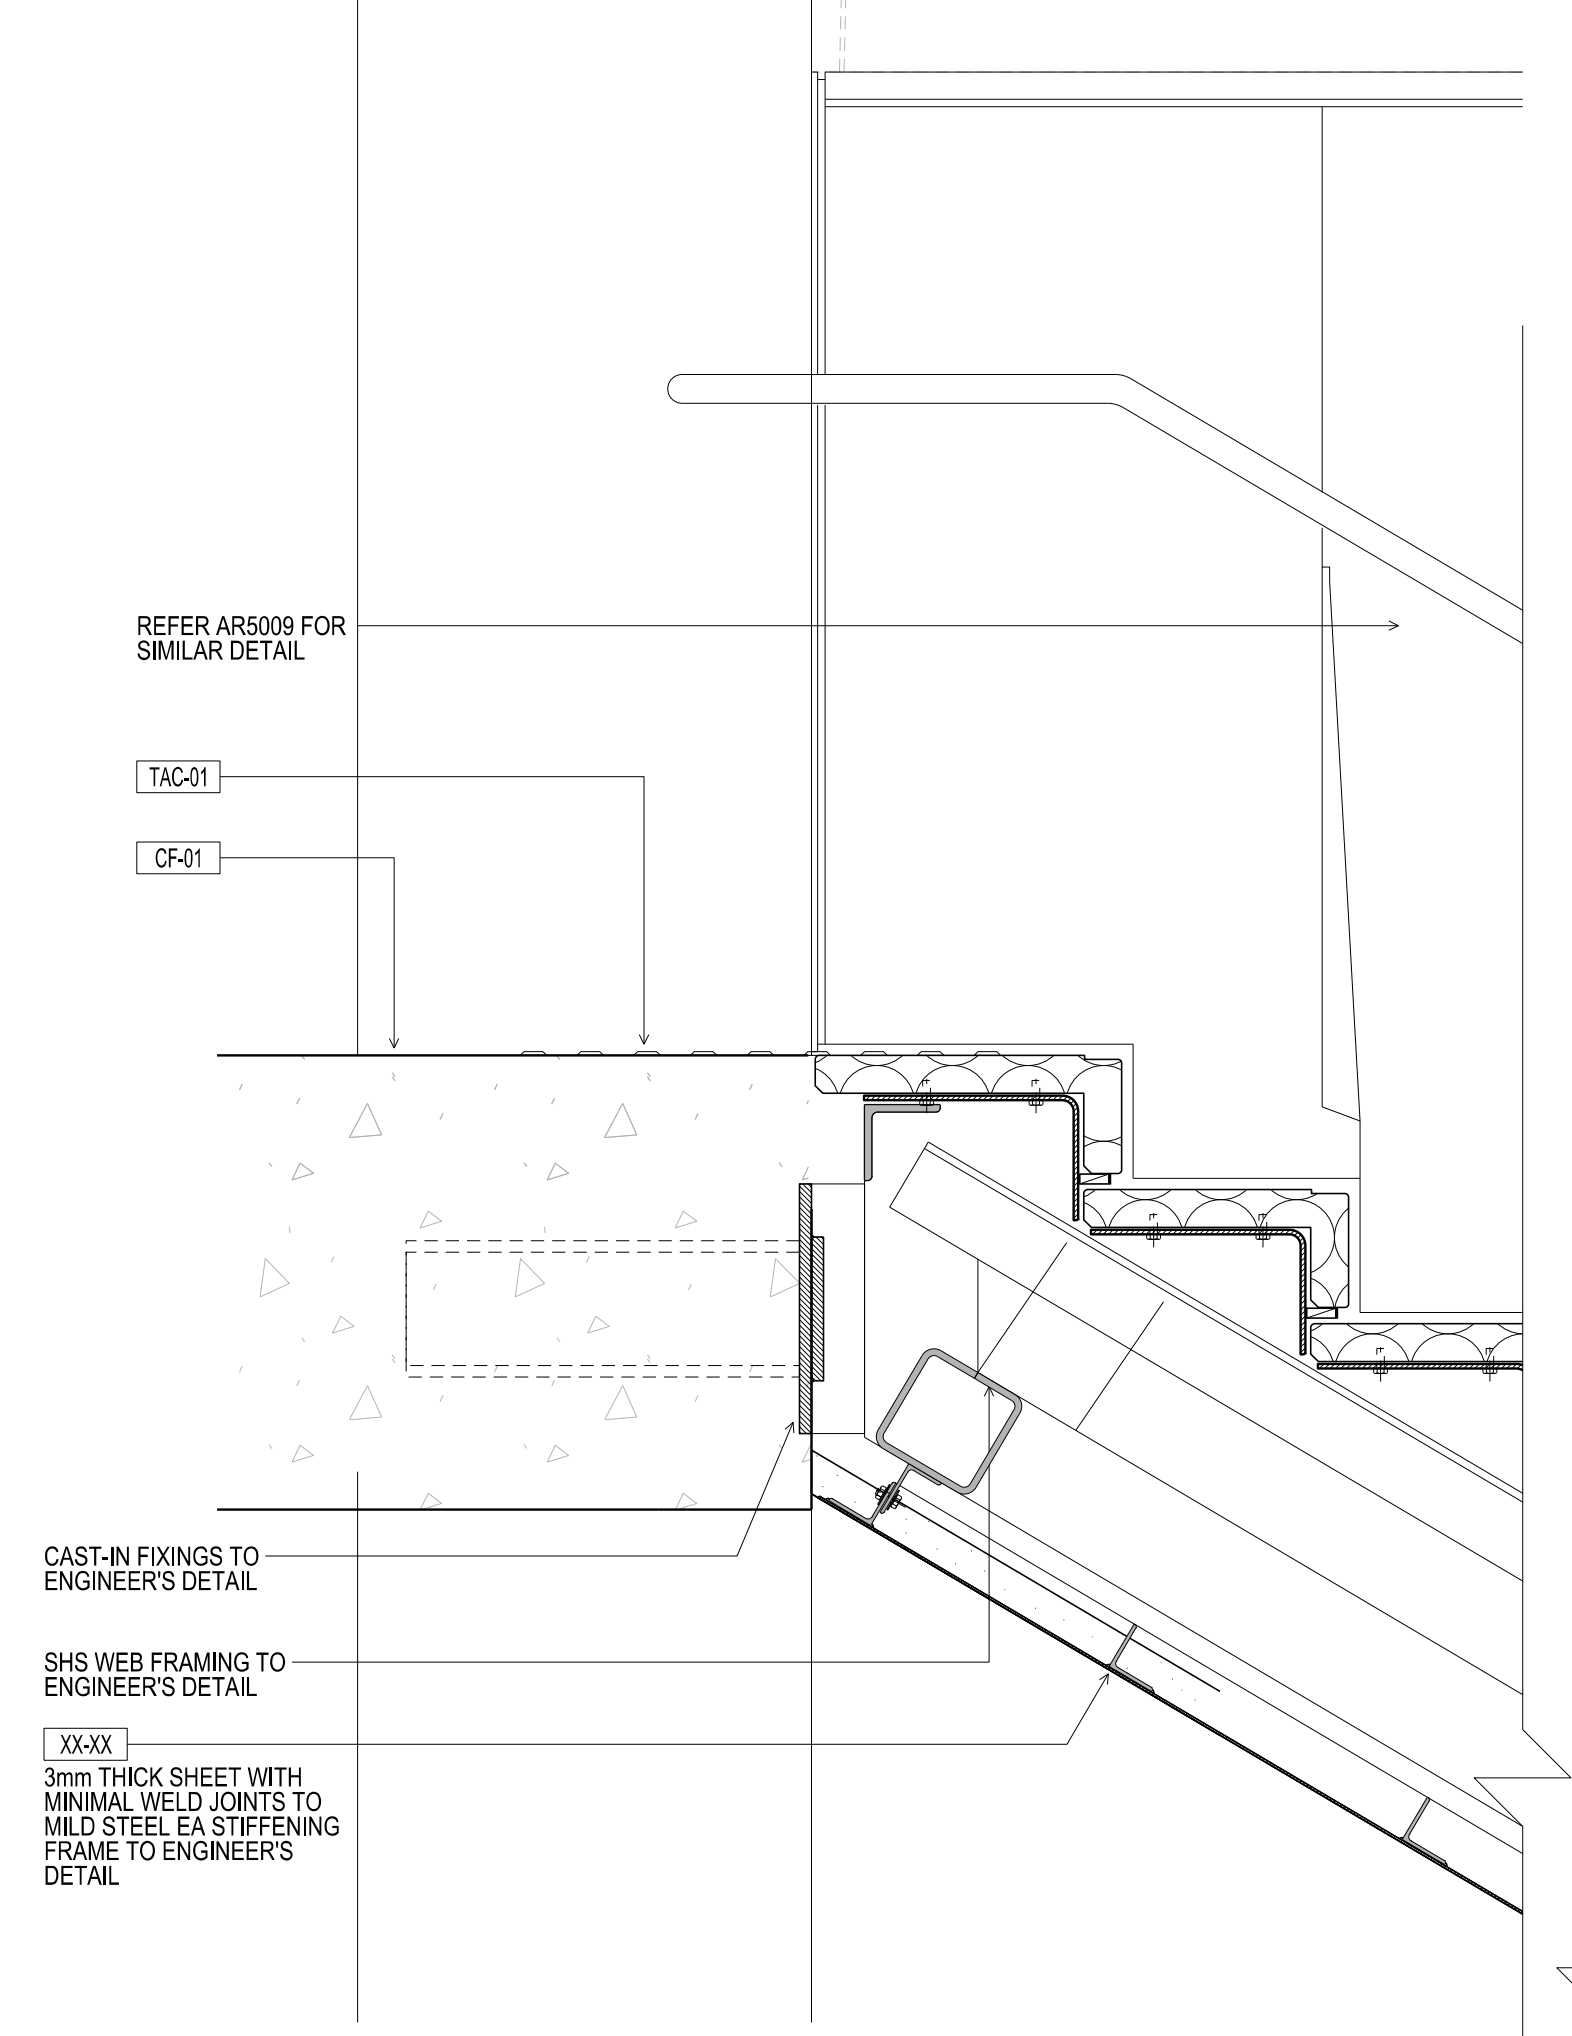 REFER AR5009 FOR
SIMILAR DETAIL
TAC-01
CF-01
CAST-IN FIXINGS TO
ENGINEER'S DETAIL
SHS WEB FRAMING TO
ENGINEER'S DETAIL
XX-XX
3mm THICK SHEET WITH
MINIMAL WELD JOINTS TO
MILD STEEL EA STIFFENING
FRAME TO ENGINEER'S
DETAIL